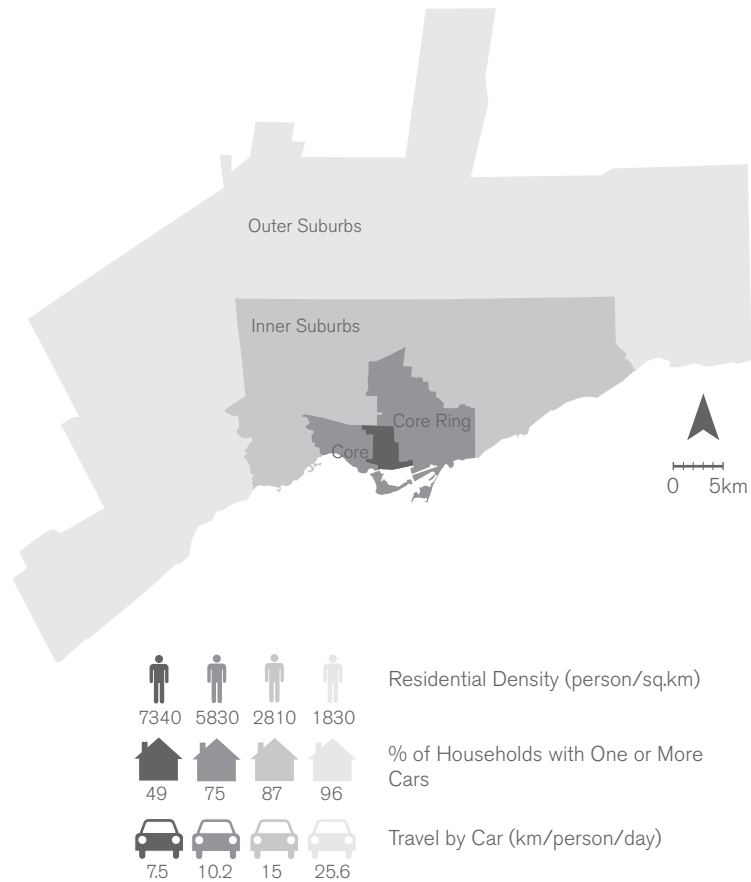 Outer Suburbs
Inner Suburbs
Core Ring
Core
0 5km
7340 5830 2810 1830
Residential Density (person/sq.km)
49 75 87 96
% of Households with One or More
Cars
7.5 10.2 15 25.6
Travel by Car (km/person/day)